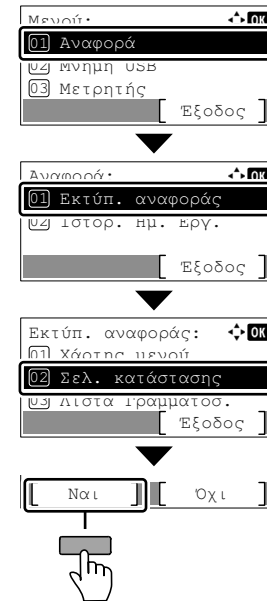 Μενού: OK
01 Αναφορά
02 Μνήμη USB
03 Μετρητής
[ Έξοδος ]
Αναφορά: OK
01 Εκτύπ. αναφοράς
02 Ιστορ. Ημ. Εργ.
[ Έξοδος ]
Εκτύπ. αναφοράς: OK
01 Χάρτης μενού
02 Σελ. κατάστασης
03 Λίστα Γραμματοσ.
[ Έξοδος ]
[ Ναι ] [ Όχι ]